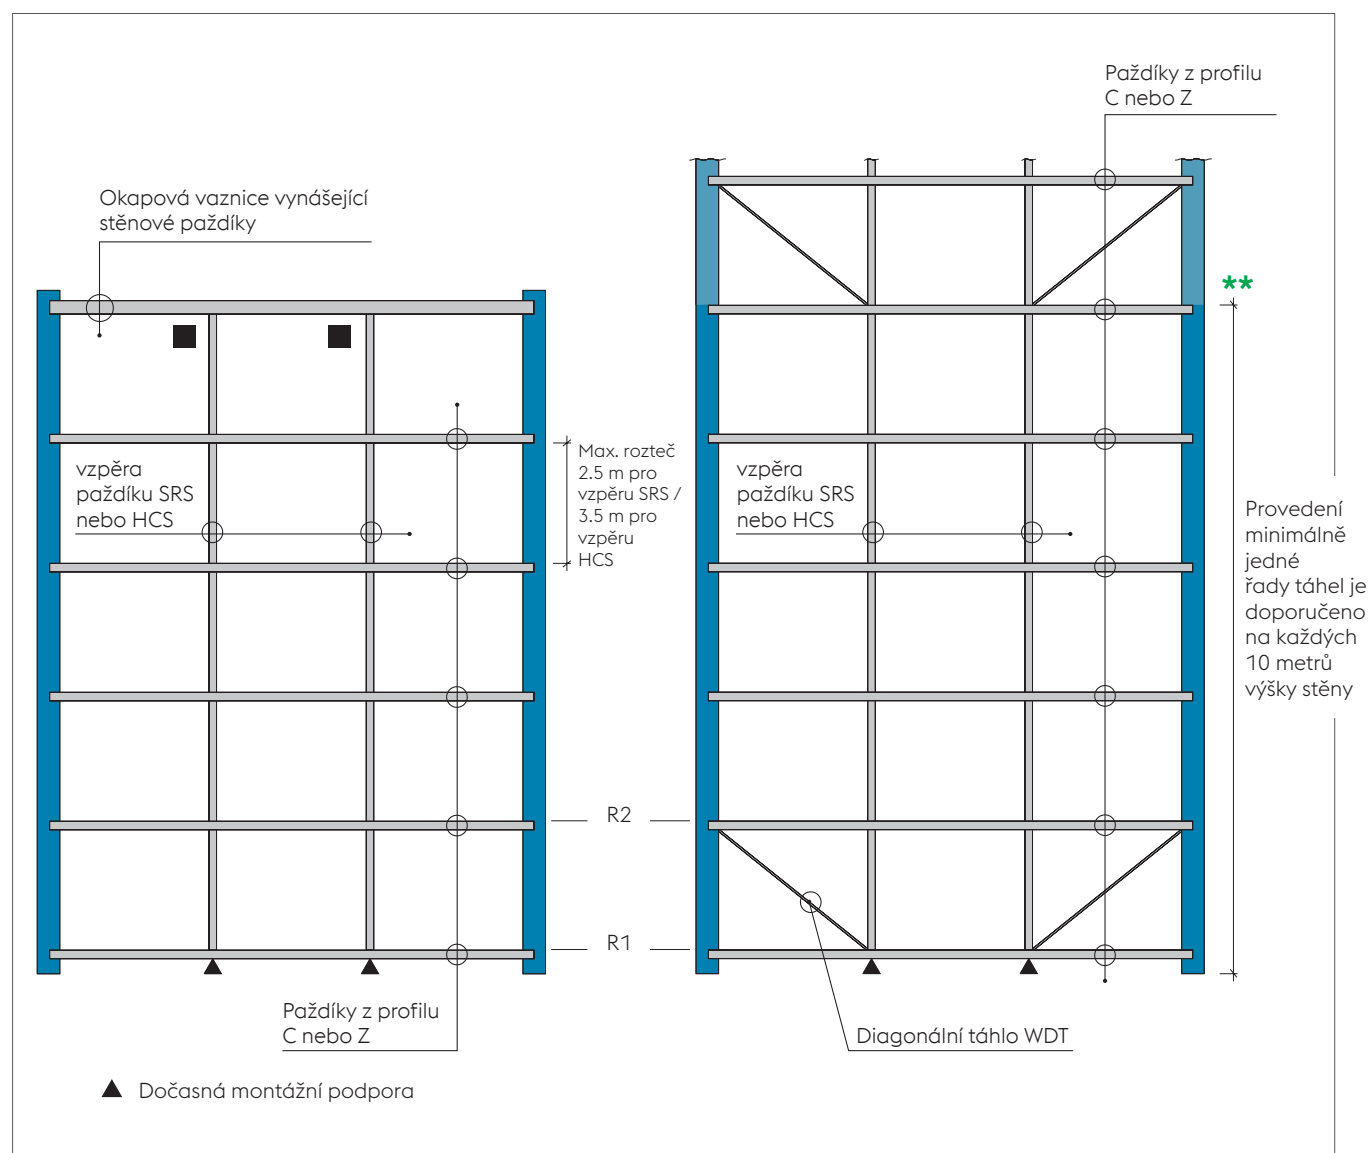 Paždíky z profilu
C nebo Z
Okapová vaznice vynášející
stěnové paždíky
**
vzpěra
paždíku SRS
nebo HCS
Max. rozteč
2.5 m pro
vzpěru SRS /
3.5 m pro
vzpěru
HCS
vzpěra
paždíku SRS
nebo HCS
Provedení
minimálně
jedné
řady táhel je
doporučeno
na každých
10 metrů
výšky stěny
R2
R1
Paždíky z profilu
C nebo Z
Diagonální táhlo WDT
Dočasná montážní podpora